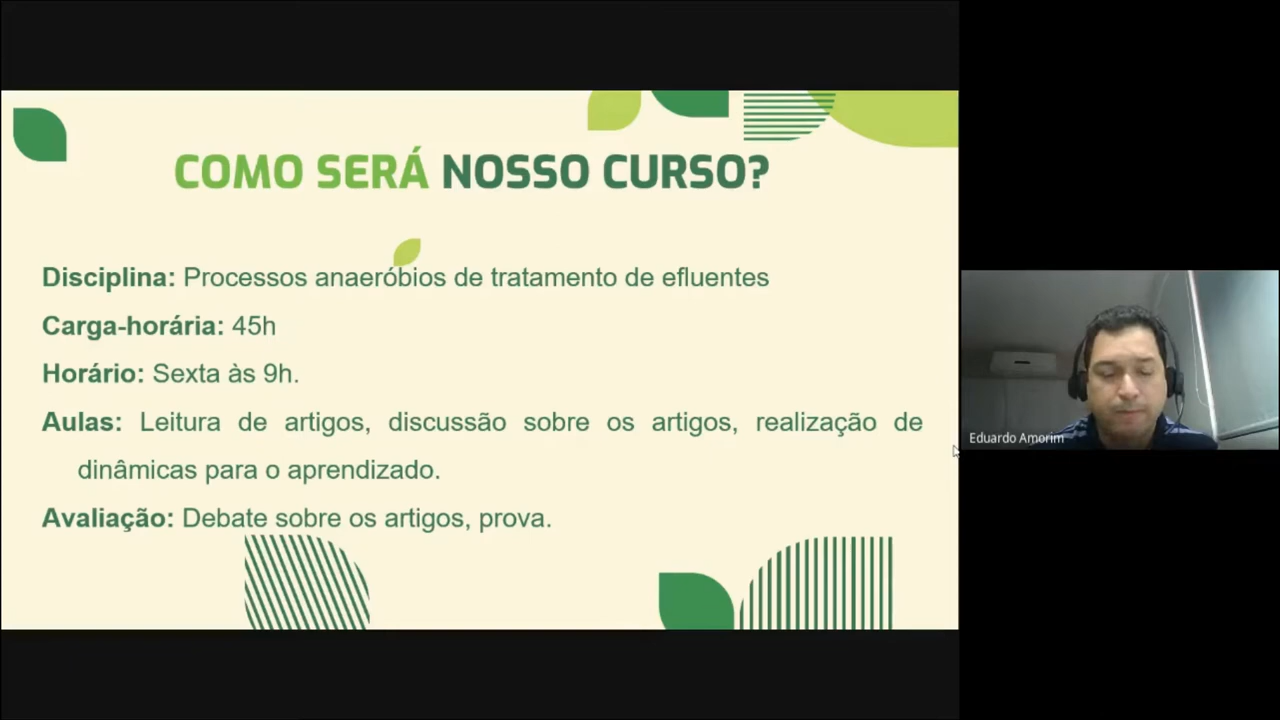 COMO SERÁ NOSSO CURSO?
Disciplina: Processos anaeróbios de tratamento de efluentes
Carga-horária: 45h
Horário: Sexta às 9h.
Aulas: Leitura de artigos, discussão sobre os artigos, realização de
dinâmicas para o aprendizado.
Avaliação: Debate sobre os artigos, prova.
Eduardo Amorim